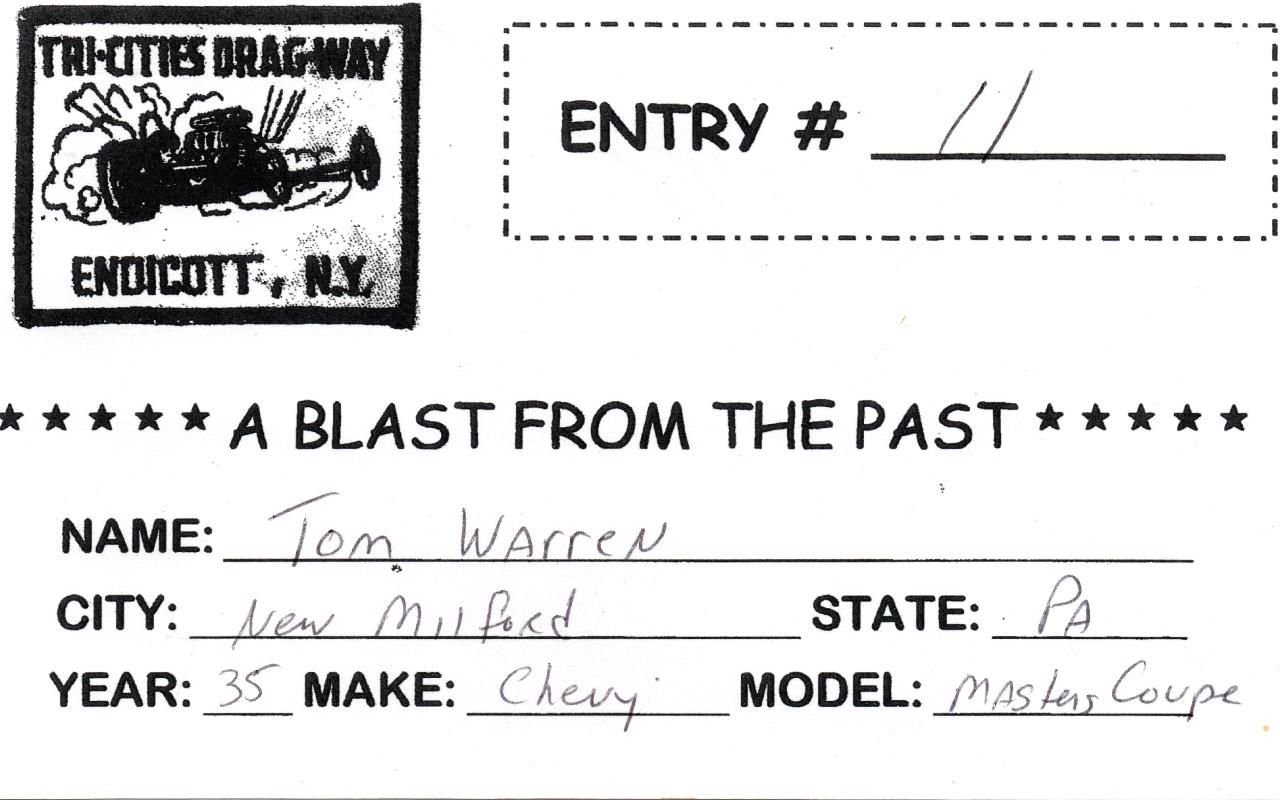 TRI-CITIES DRAG-WAY
ENDICOTT, N.Y.
ENTRY # 11
★★★★★ A BLAST FROM THE PAST ★★★★★
NAME: Tom Warren
CITY: New Milford STATE: PA
YEAR: 35 MAKE: Chevy MODEL: Masters Coupe